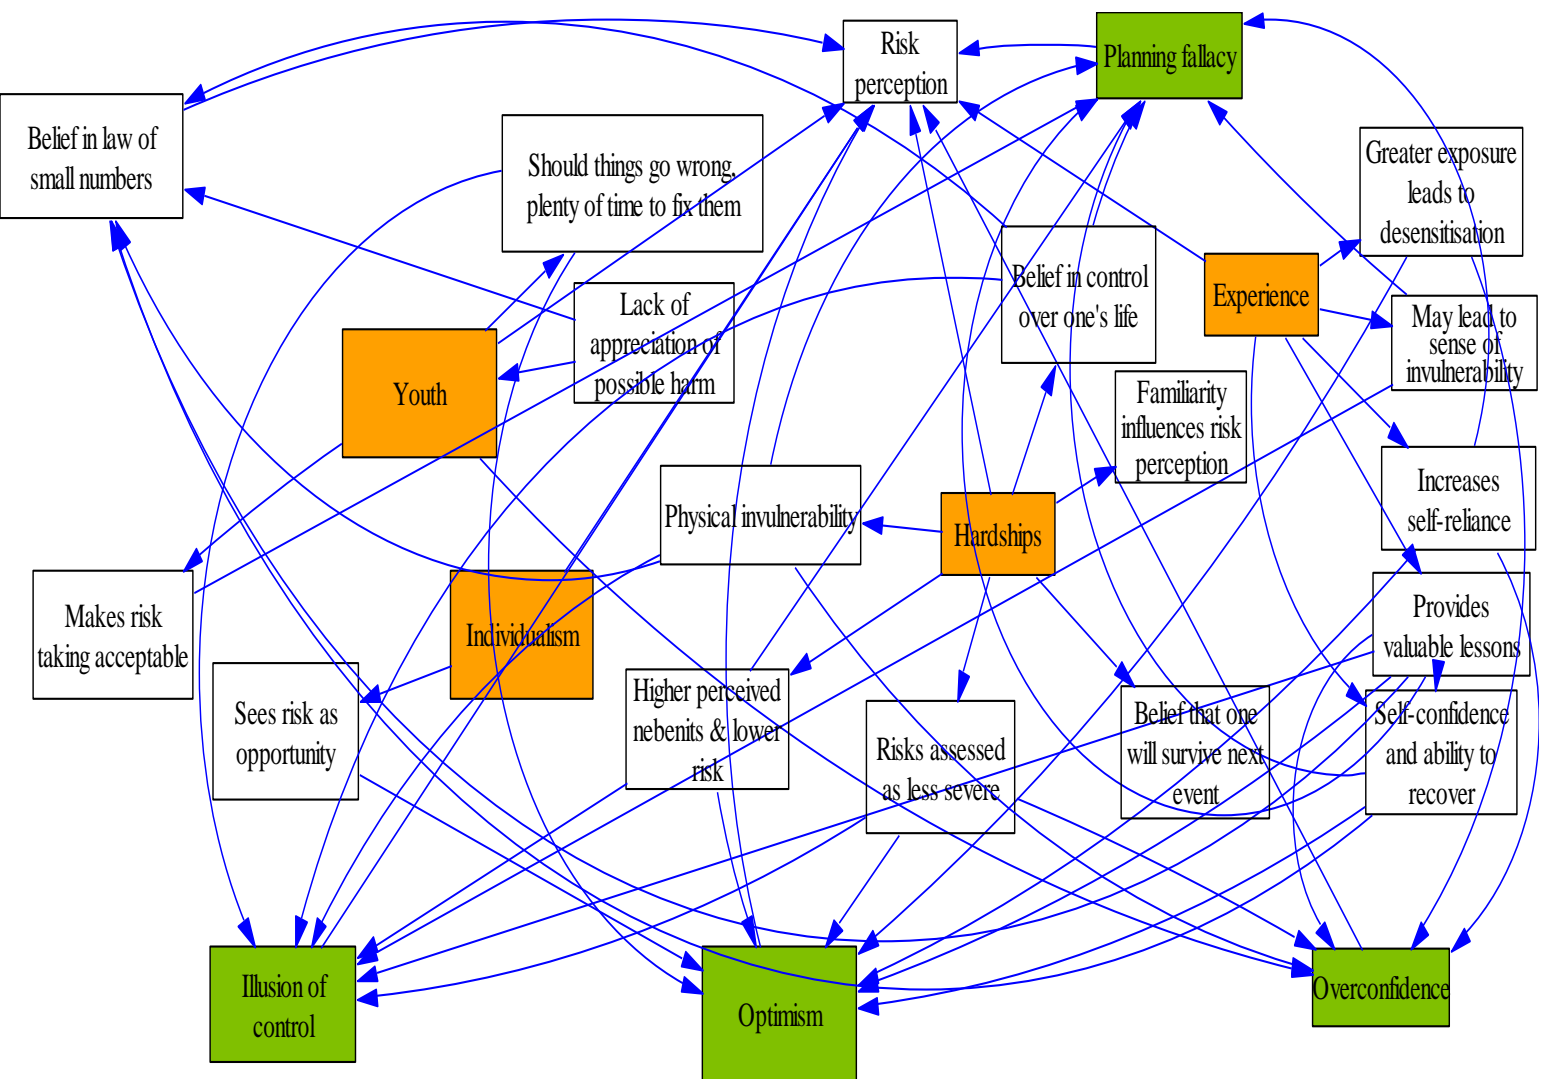 Risk
perception
Planning fallacy
Belief in law of
small numbers
Should things go wrong,
plenty of time to fix them
Greater exposure
leads to
desensitisation
Belief in control
over one's life
Experience
Lack of
appreciation of
possible harm
May lead to
sense of
invulnerability
Youth
Familiarity
influences risk
perception
Increases
self-reliance
Physical invulnerability
Hardships
Makes risk
taking acceptable
Individualism
Provides
valuable lessons
Sees risk as
opportunity
Higher perceived
nebenits & lower
risk
Risks assessed
as less severe
Belief that one
will survive next
event
Self-confidence
and ability to
recover
Illusion of
control
Optimism
Overconfidence